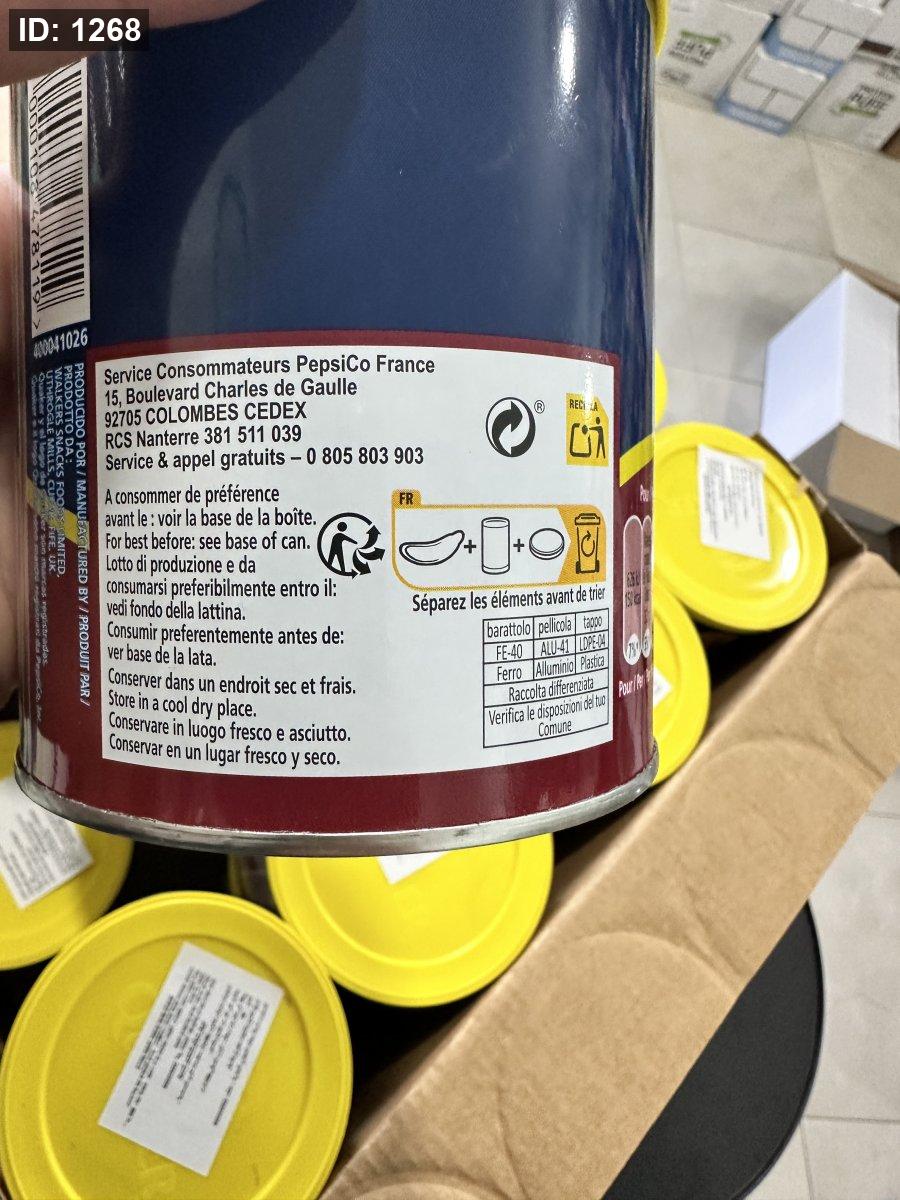 ID: 1268
400041026
PRODUCIDO POR / MANUFACTURED BY / PRODUIT PAR /
PRODOTTO DA:
WALKERS SNACKS FOODS LIMITED,
Service Consommateurs PepsiCo France
15, Boulevard Charles de Gaulle
92705 COLOMBES CEDEX
RCS Nanterre 381 511 039
Service & appel gratuits – 0 805 803 903
®
RECICLA
A consommer de préférence
avant le : voir la base de la boîte.
For best before: see base of can.
Lotto di produzione e da
consumarsi preferibilmente entro il:
vedi fondo della lattina.
Consumir preferentemente antes de:
ver base de la lata.
Conserver dans un endroit sec et frais.
Store in a cool dry place.
Conservare in luogo fresco e asciutto.
Conservar en un lugar fresco y seco.
FR
+ +
Séparez les éléments avant de trier
barattolo pellicola tappo
FE-40 ALU-41 LDPE-04
Ferro Alluminio Plastica
Raccolta differenziata
Verifica le disposizioni del tuo
Comune